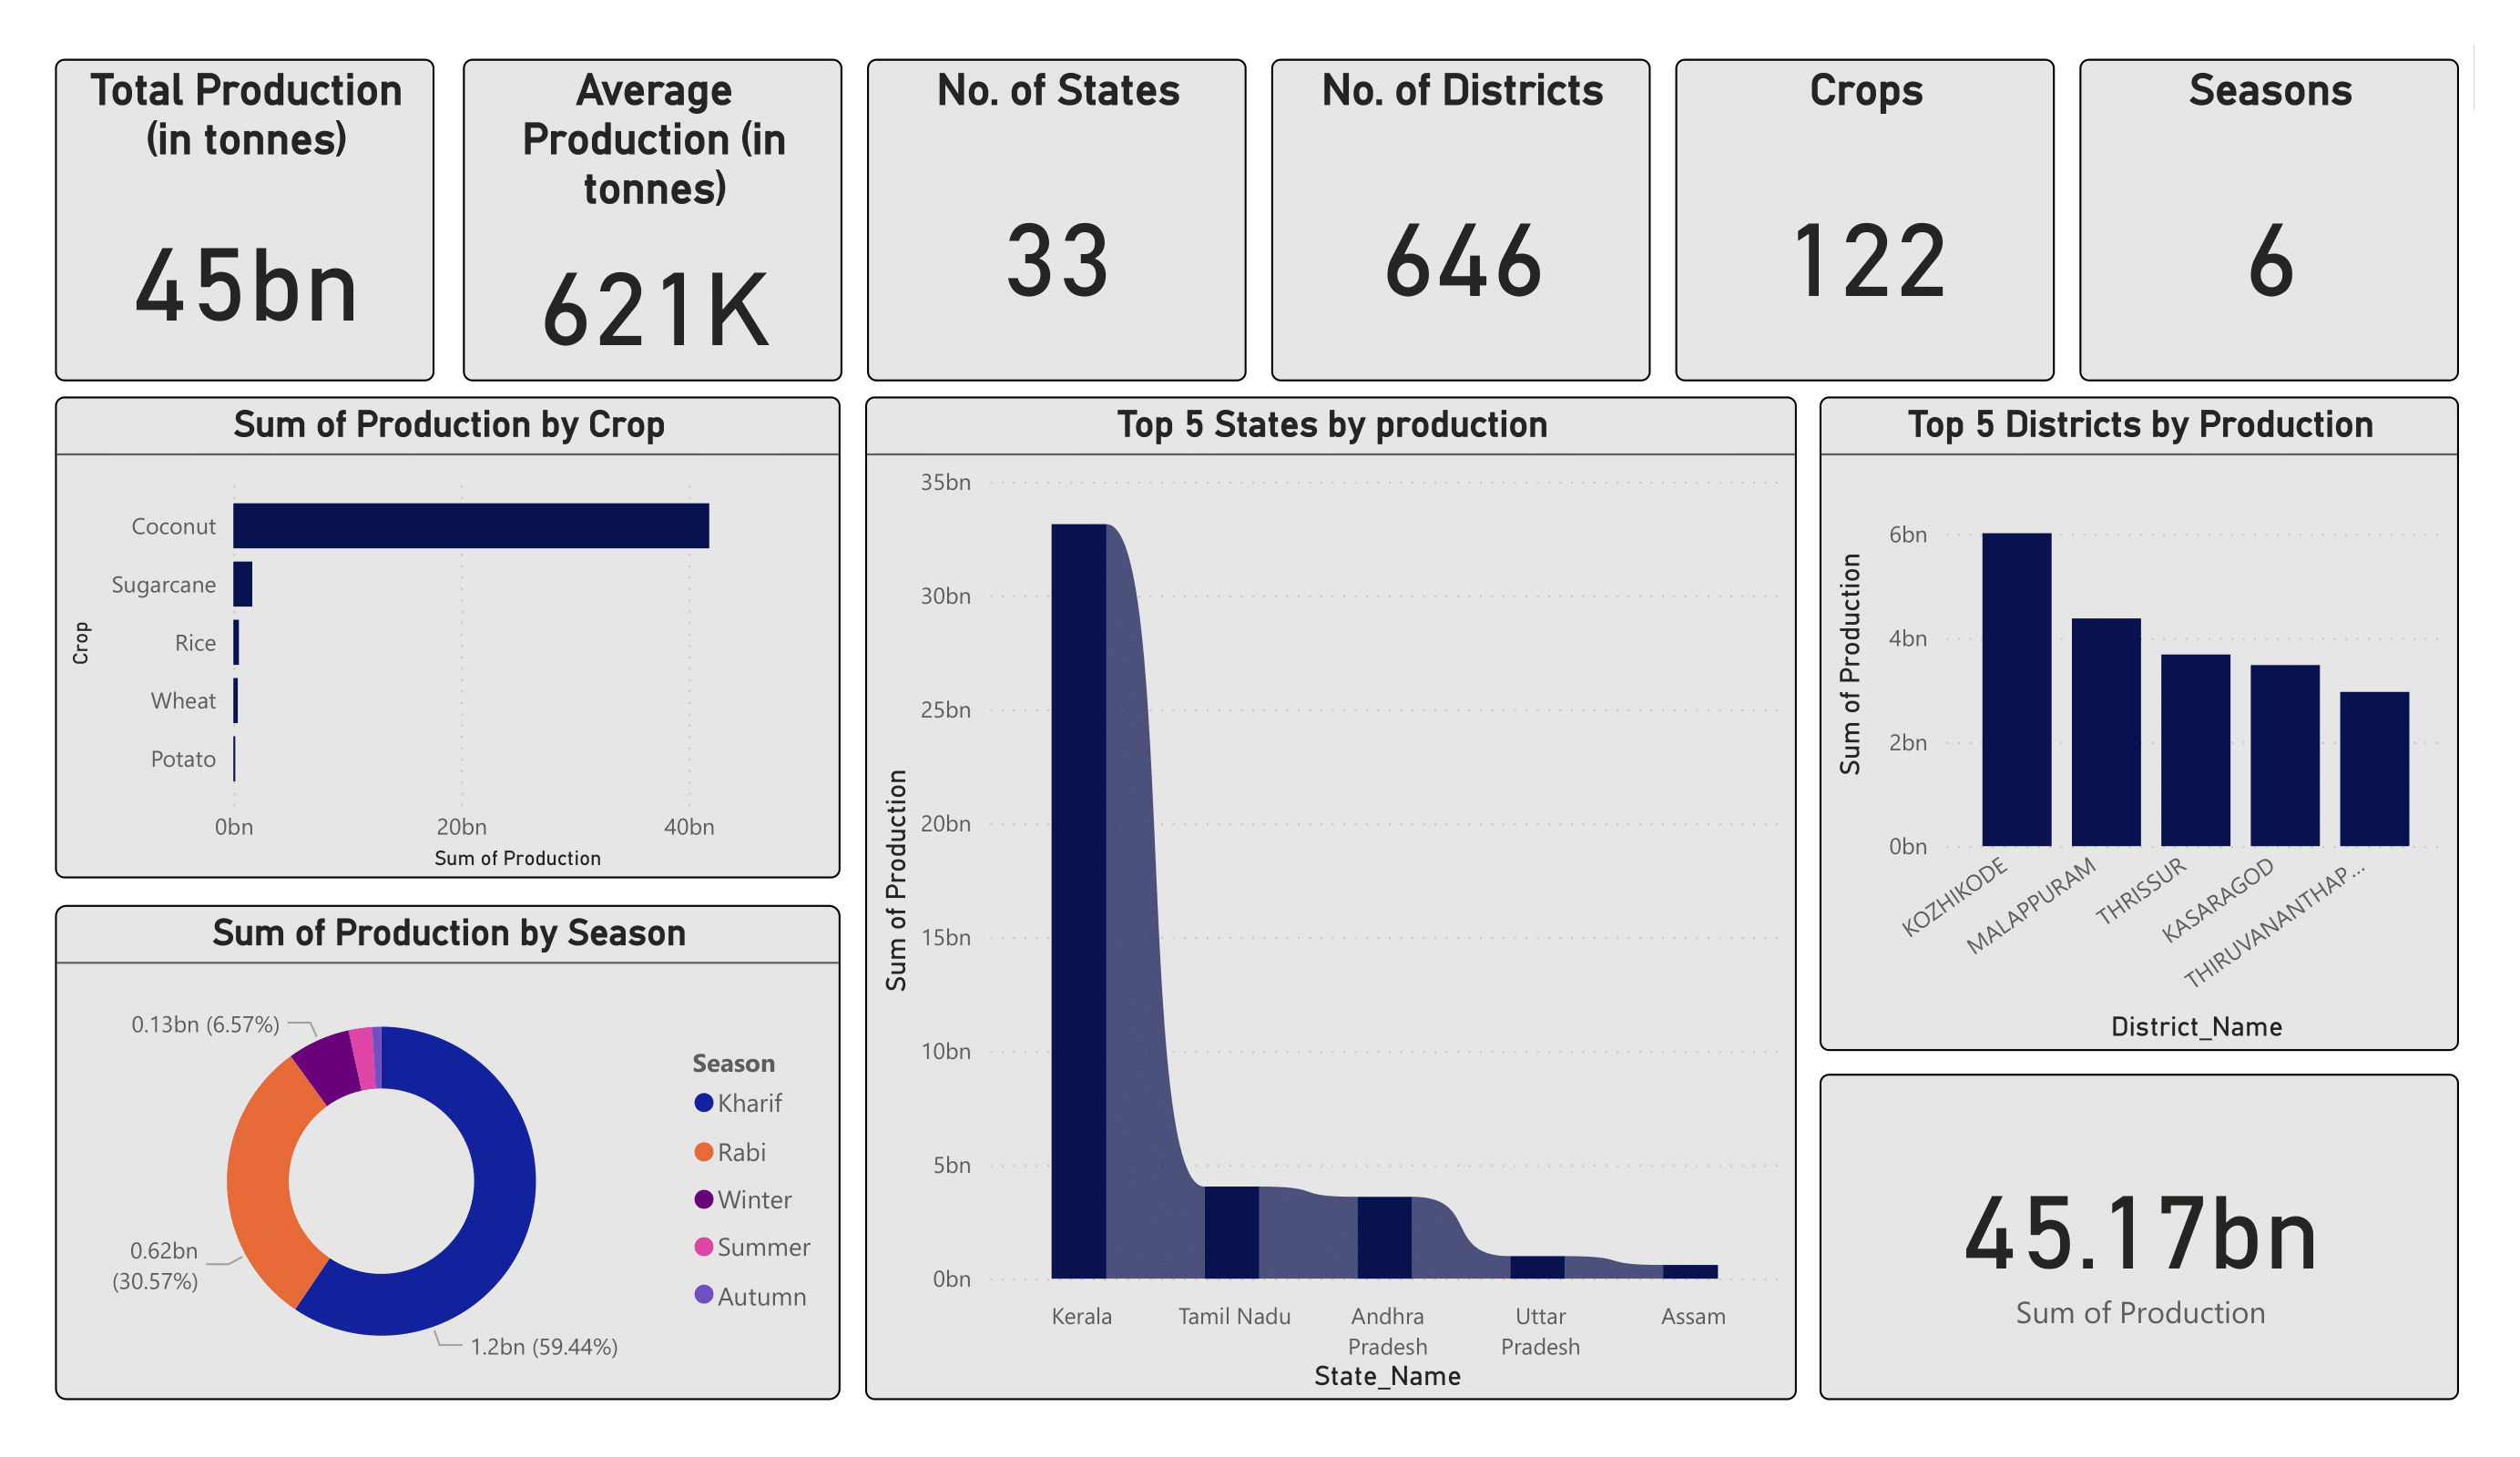 Total Production
(in tonnes)
45bn
Average
Production (in
tonnes)
621K
No. of States
33
No. of Districts
646
Crops
122
Seasons
6
Sum of Production by Crop
Crop
Coconut
Sugarcane
Rice
Wheat
Potato
0bn 20bn 40bn
Sum of Production
Sum of Production by Season
0.13bn (6.57%)
0.62bn
(30.57%)
1.2bn (59.44%)
Season
Kharif
Rabi
Winter
Summer
Autumn
Top 5 States by production
Sum of Production
35bn
30bn
25bn
20bn
15bn
10bn
5bn
0bn
Kerala
Tamil Nadu
Andhra
Pradesh
Uttar
Pradesh
Assam
State_Name
Top 5 Districts by Production
Sum of Production
6bn
4bn
2bn
0bn
KOZHIKODE
MALAPPURAM
THRISSUR
KASARAGOD
THIRUVANANTHAP...
District_Name
45.17bn
Sum of Production